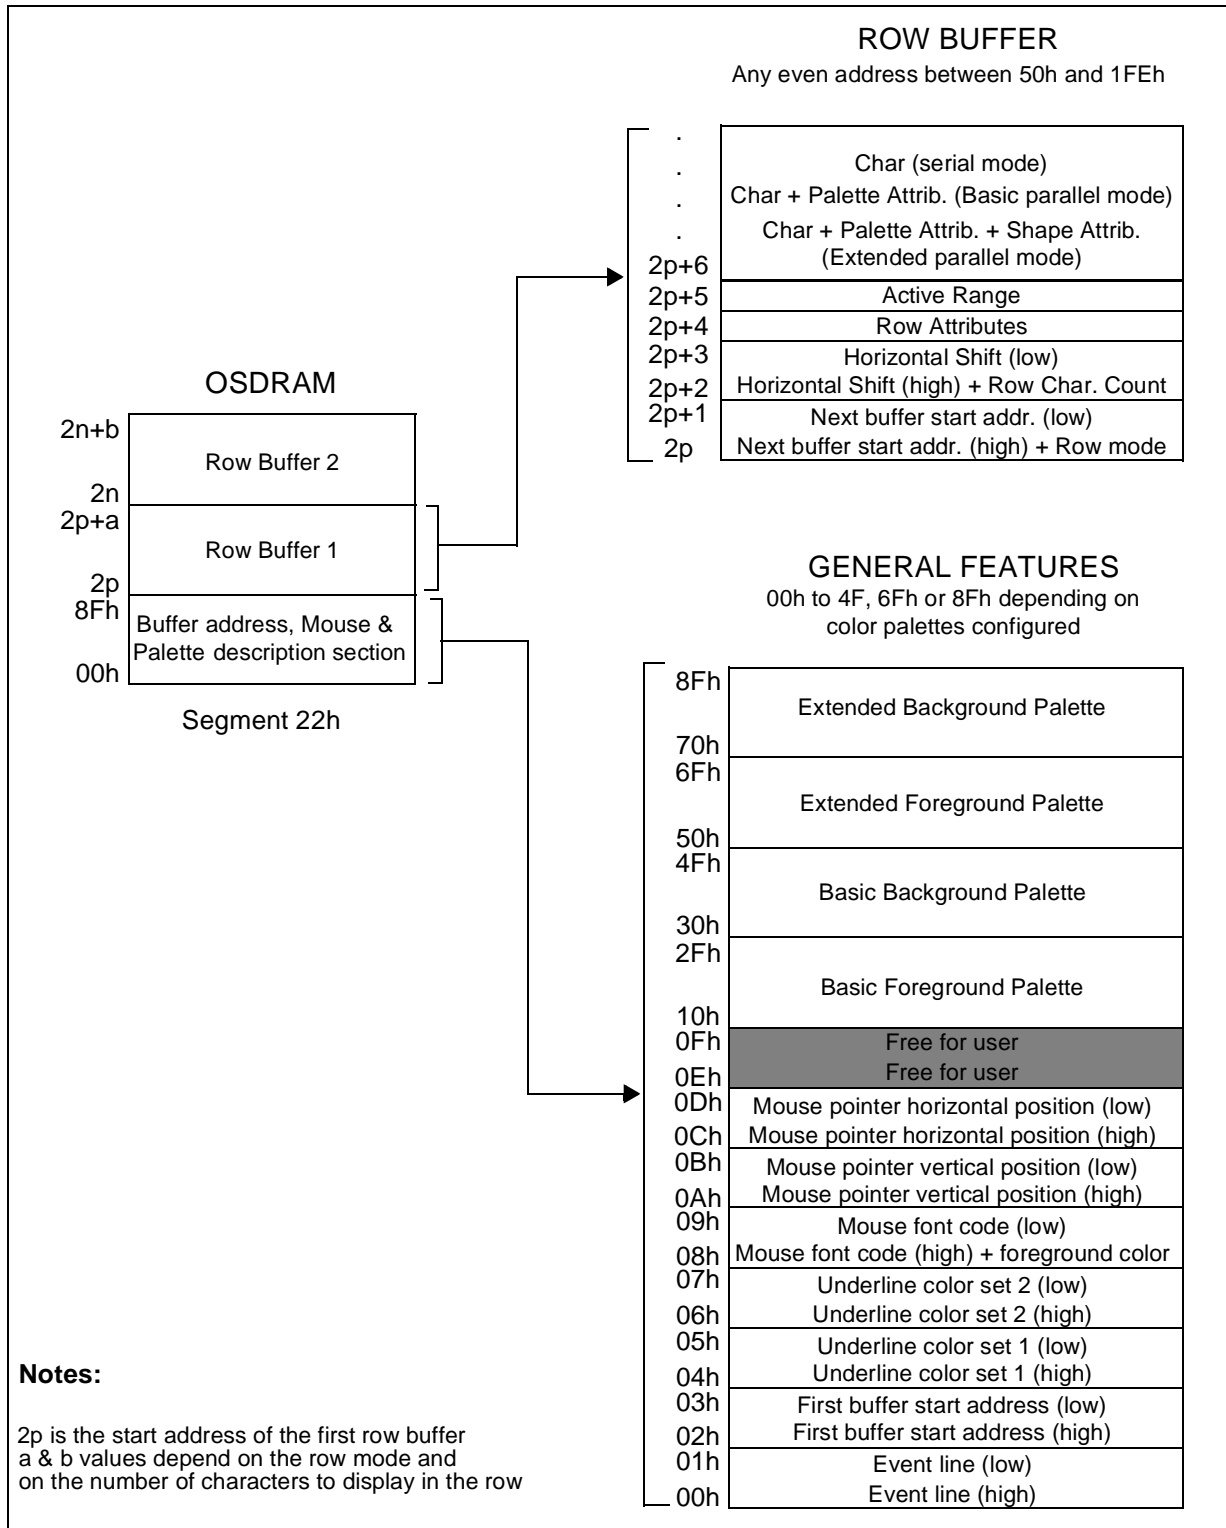 ROW BUFFER
Any even address between 50h and 1FEh
.
.
.
.
Char (serial mode)
Char + Palette Attrib. (Basic parallel mode)
Char + Palette Attrib. + Shape Attrib.
(Extended parallel mode)
2p+6
2p+5 Active Range
2p+4 Row Attributes
2p+3 Horizontal Shift (low)
2p+2 Horizontal Shift (high) + Row Char. Count
2p+1 Next buffer start addr. (low)
2p Next buffer start addr. (high) + Row mode
OSDRAM
2n+b
Row Buffer 2
2n
2p+a
Row Buffer 1
2p
8Fh
Buffer address, Mouse &
Palette description section
00h
Segment 22h
GENERAL FEATURES
00h to 4F, 6Fh or 8Fh depending on
color palettes configured
8Fh
Extended Background Palette
70h
6Fh
Extended Foreground Palette
50h
4Fh
Basic Background Palette
30h
2Fh
Basic Foreground Palette
10h
0Fh Free for user
0Eh Free for user
0Dh Mouse pointer horizontal position (low)
0Ch Mouse pointer horizontal position (high)
0Bh Mouse pointer vertical position (low)
0Ah Mouse pointer vertical position (high)
09h Mouse font code (low)
08h Mouse font code (high) + foreground color
07h Underline color set 2 (low)
06h Underline color set 2 (high)
05h Underline color set 1 (low)
04h Underline color set 1 (high)
03h First buffer start address (low)
02h First buffer start address (high)
01h Event line (low)
00h Event line (high)
Notes:
2p is the start address of the first row buffer
a & b values depend on the row mode and
on the number of characters to display in the row